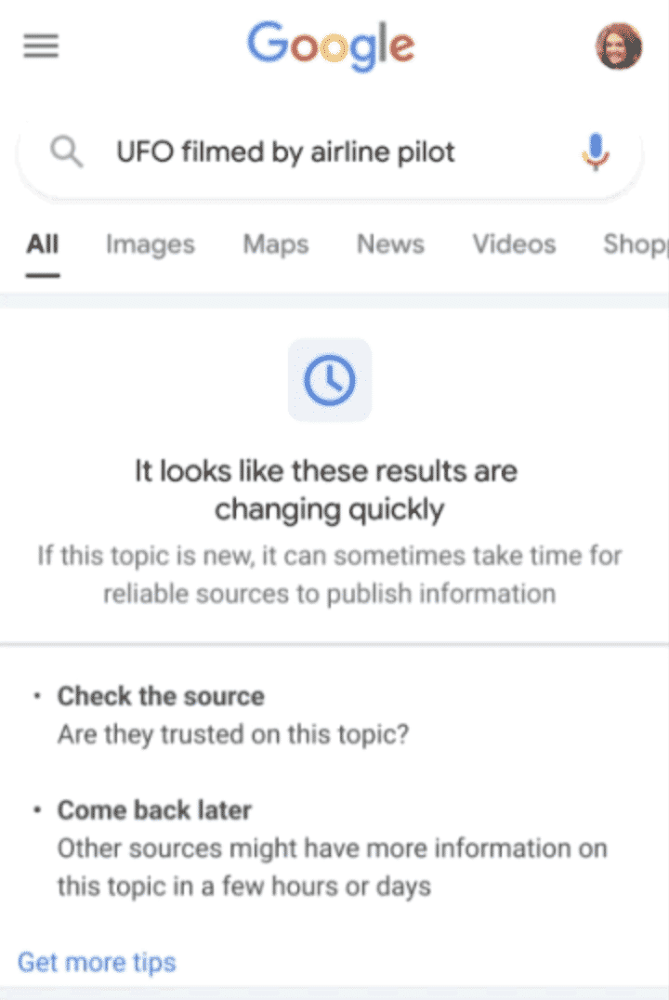 Google
UFO filmed by airline pilot
All Images Maps News Videos Shopp
It looks like these results are
changing quickly
If this topic is new, it can sometimes take time for
reliable sources to publish information
• Check the source
Are they trusted on this topic?
• Come back later
Other sources might have more information on
this topic in a few hours or days
Get more tips